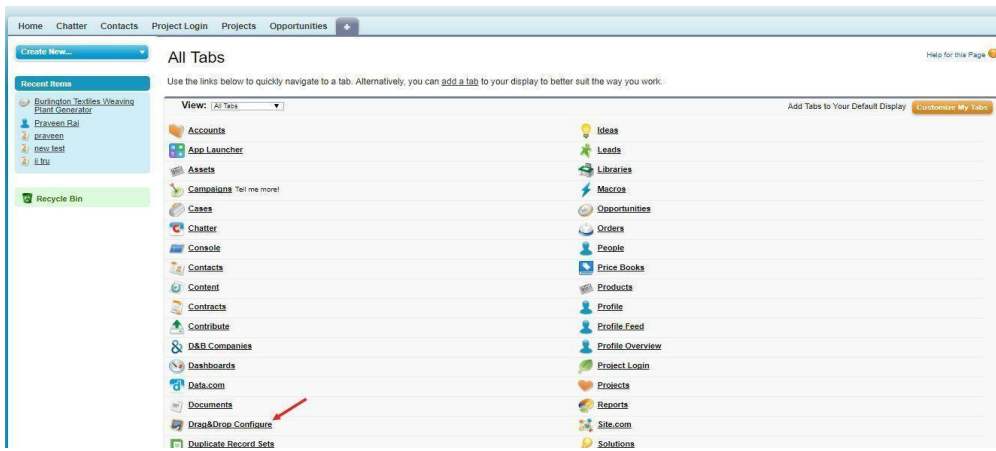 Home Chatter Contacts Project Login Projects Opportunities +
Create New...
Recent Items
Burlington Textiles Weaving
Plant Generator
Praveen Rai
praveen
new test
ii tru
Recycle Bin
All Tabs
Help for this Page
Use the links below to quickly navigate to a tab. Alternatively, you can add a tab to your display to better suit the way you work.
View: All Tabs
Add Tabs to Your Default Display Customize My Tabs
Accounts
App Launcher
Assets
Campaigns Tell me more!
Cases
Chatter
Console
Contacts
Content
Contracts
Contribute
D&B Companies
Dashboards
Data.com
Documents
Drag&Drop Configure
Duplicate Record Sets
Ideas
Leads
Libraries
Macros
Opportunities
Orders
People
Price Books
Products
Profile
Profile Feed
Profile Overview
Project Login
Projects
Reports
Site.com
Solutions